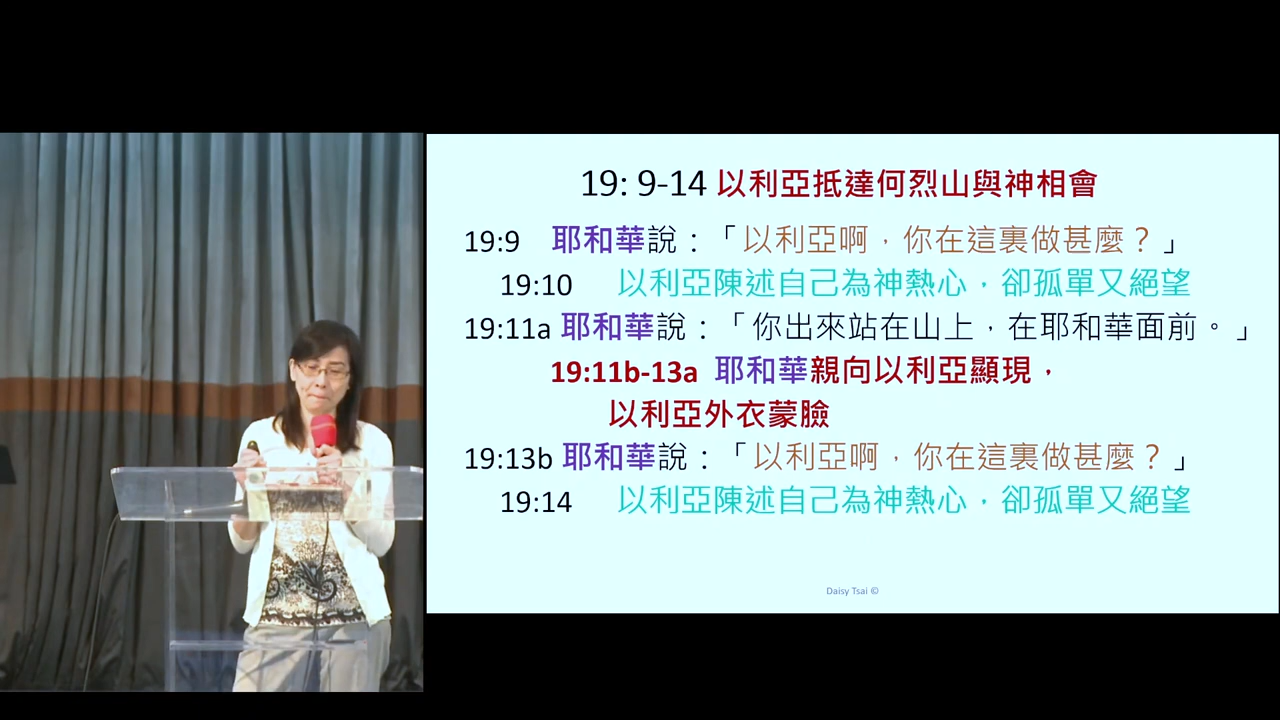 19: 9-14 以利亞抵達何烈山與神相會
19:9 耶和華說：「以利亞啊，你在這裏做甚麼？」
19:10 以利亞陳述自己為神熱心，卻孤單又絕望
19:11a 耶和華說：「你出來站在山上，在耶和華面前。」
19:11b-13a 耶和華親向以利亞顯現，
以利亞外衣蒙臉
19:13b 耶和華說：「以利亞啊，你在這裏做甚麼？」
19:14 以利亞陳述自己為神熱心，卻孤單又絕望
Daisy Tsai ©